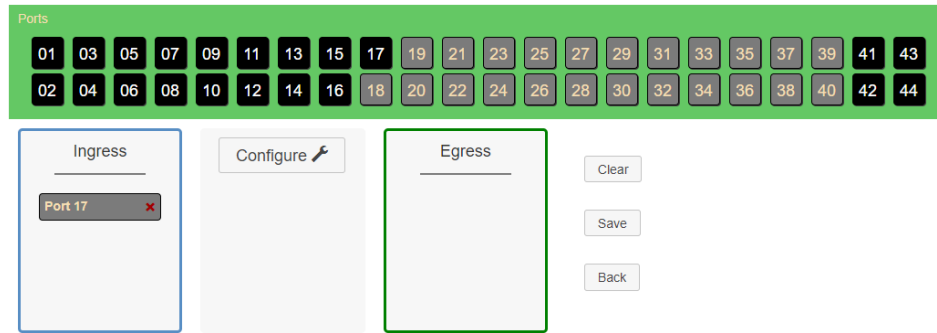 Ports
01 03 05 07 09 11 13 15 17 19 21 23 25 27 29 31 33 35 37 39 41 43
02 04 06 08 10 12 14 16 18 20 22 24 26 28 30 32 34 36 38 40 42 44
Ingress
Port 17
Configure
Egress
Clear
Save
Back